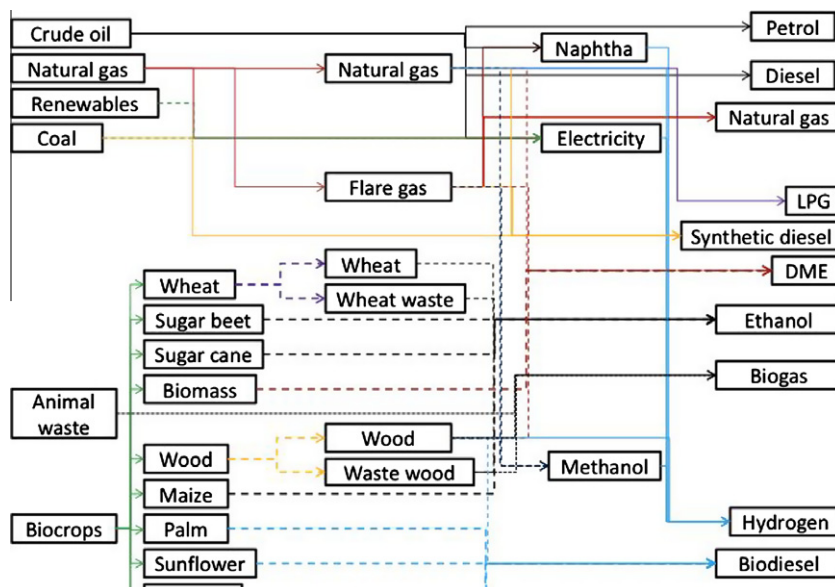 Crude oil
Natural gas
Renewables
Coal
Natural gas
Flare gas
Naphtha
Electricity
Petrol
Diesel
Natural gas
LPG
Synthetic diesel
DME
Ethanol
Biogas
Hydrogen
Biodiesel
Methanol
Wheat
Wheat waste
Wheat
Sugar beet
Sugar cane
Biomass
Animal
waste
Wood
Waste wood
Wood
Maize
Biocrops
Palm
Sunflower